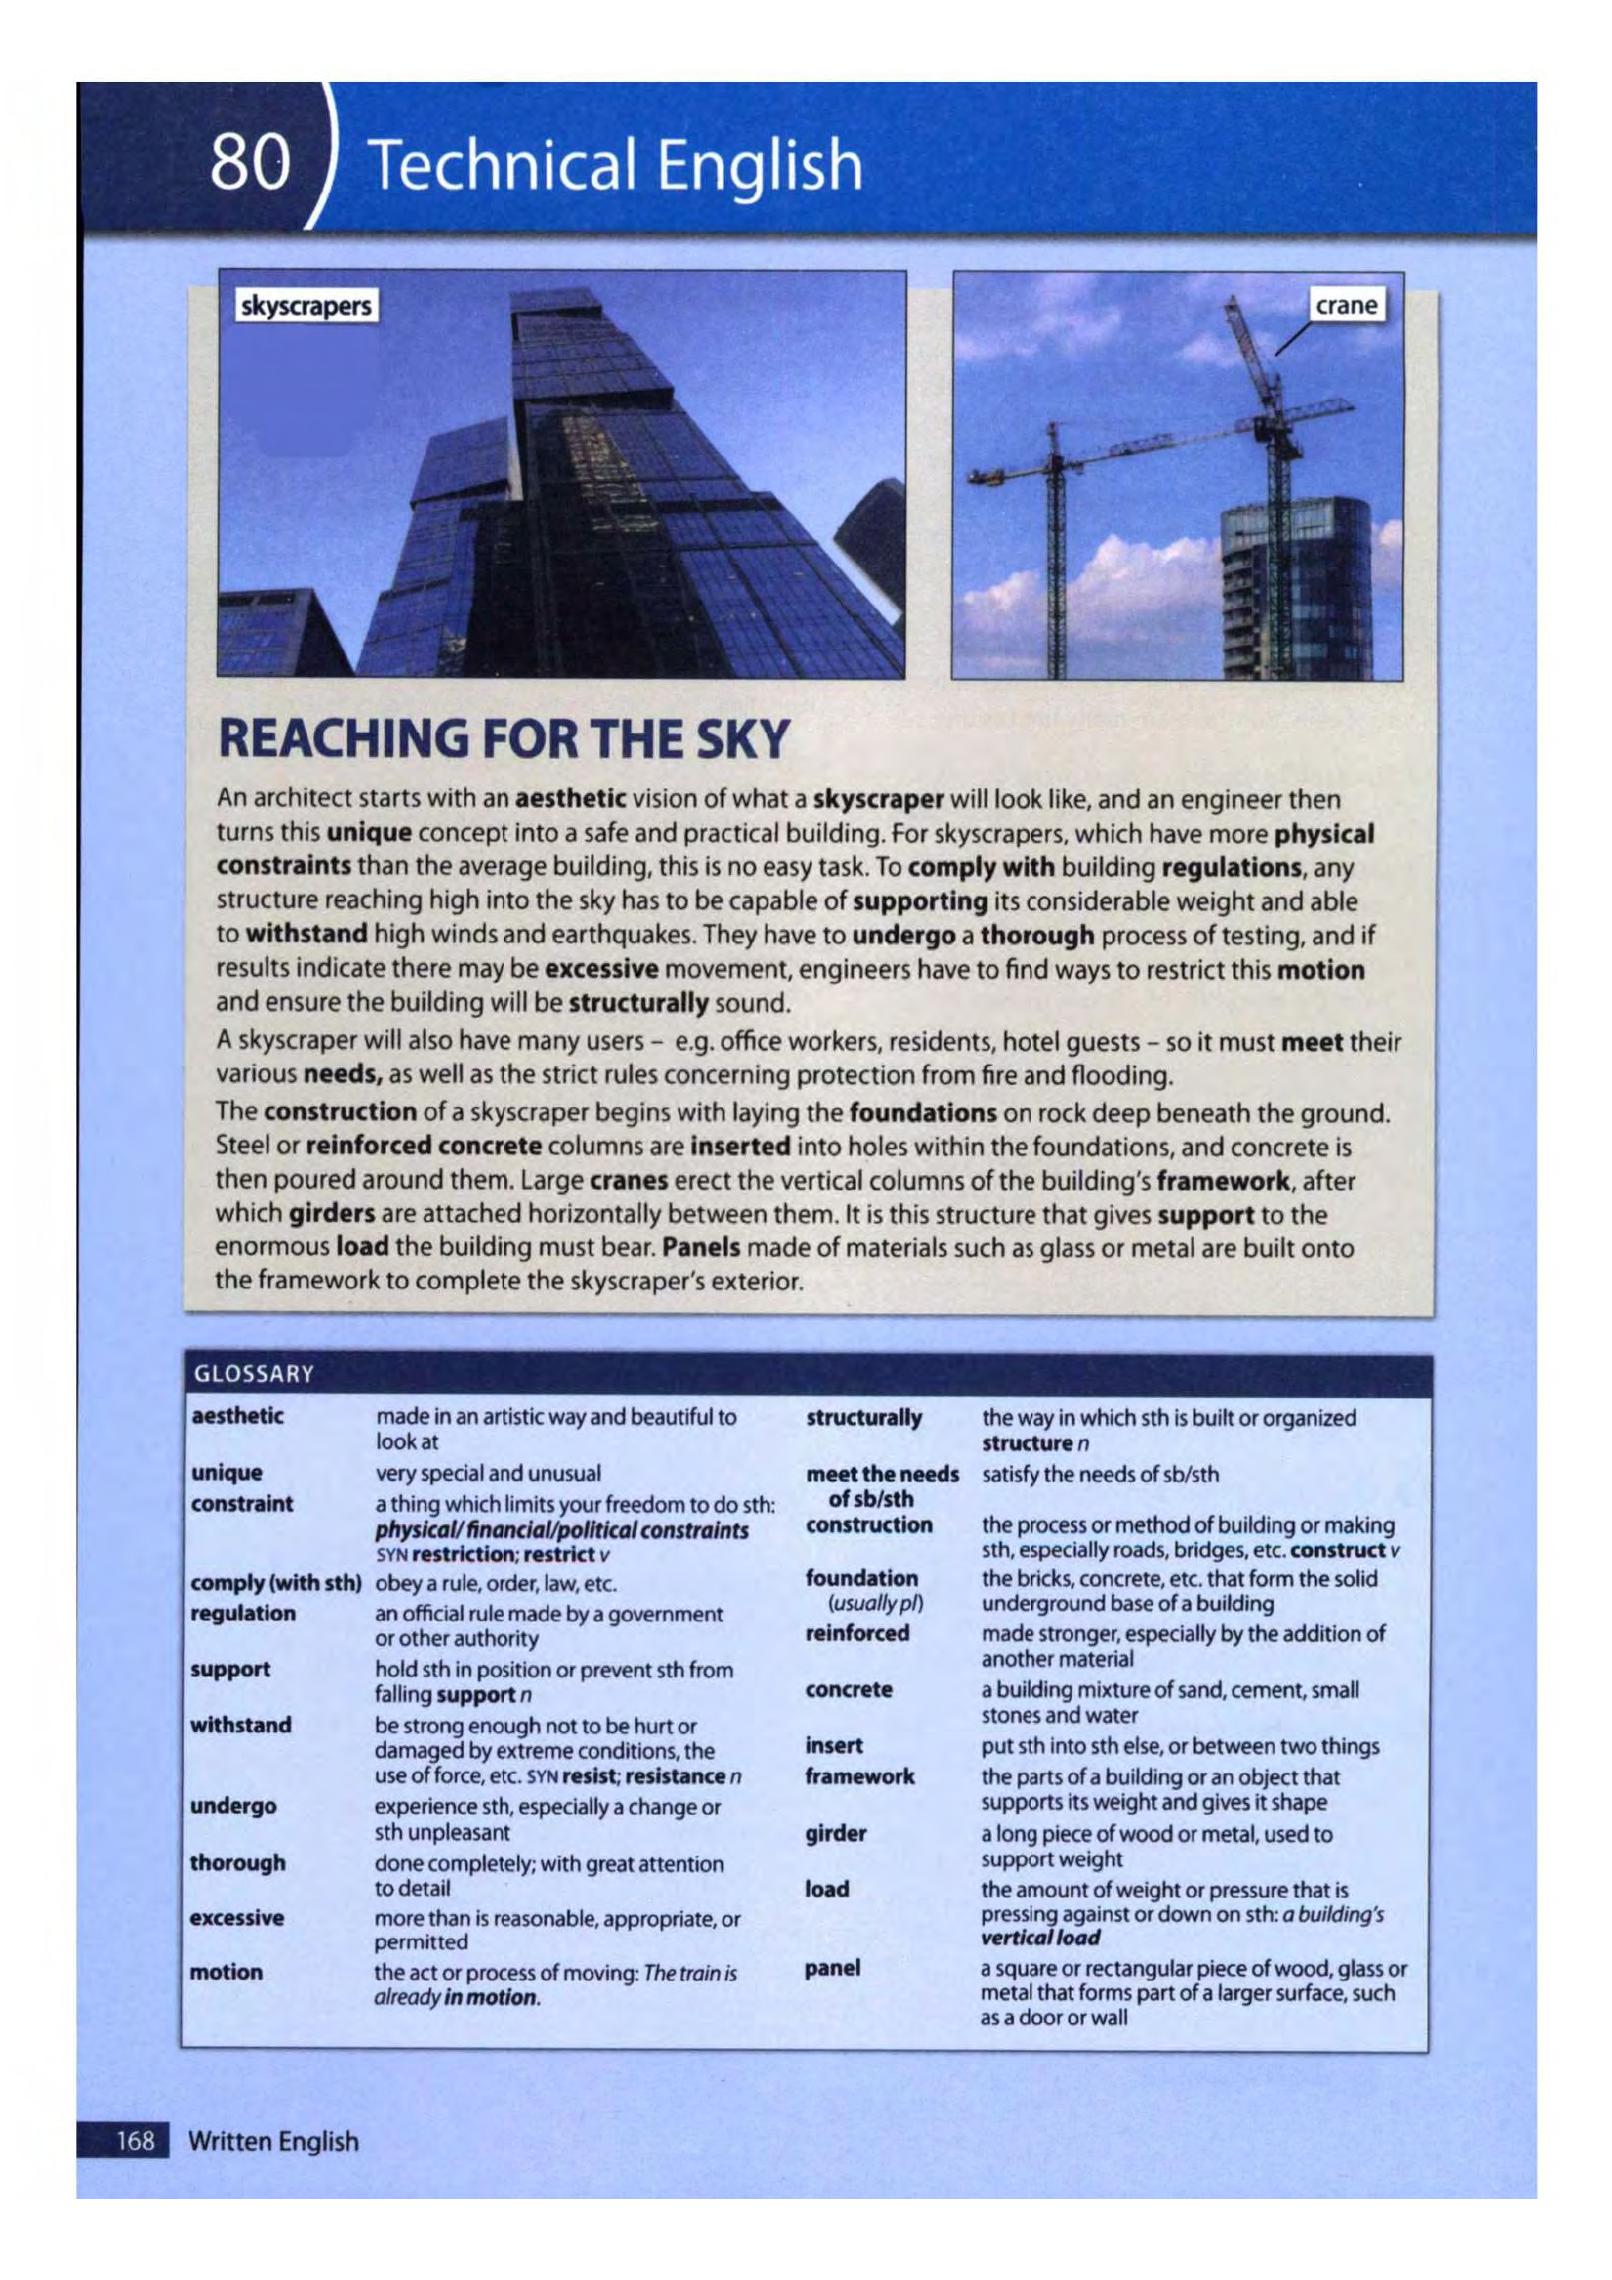 80
Technical English
skyscrapers
crane
REACHING FOR THE SKY
An architect starts with an aesthetic vision of what a skyscraper will look like, and an engineer then
turns this unique concept into a safe and practical building. For skyscrapers, which have more physical
constraints than the average building, this is no easy task. To comply with building regulations, any
structure reaching high into the sky has to be capable of supporting its considerable weight and able
to withstand high winds and earthquakes. They have to undergo a thorough process of testing, and if
results indicate there may be excessive movement, engineers have to find ways to restrict this motion
and ensure the building will be structurally sound.
A skyscraper will also have many users – e.g. office workers, residents, hotel guests – so it must meet their
various needs, as well as the strict rules concerning protection from fire and flooding.
The construction of a skyscraper begins with laying the foundations on rock deep beneath the ground.
Steel or reinforced concrete columns are inserted into holes within the foundations, and concrete is
then poured around them. Large cranes erect the vertical columns of the building's framework, after
which girders are attached horizontally between them. It is this structure that gives support to the
enormous load the building must bear. Panels made of materials such as glass or metal are built onto
the framework to complete the skyscraper's exterior.
GLOSSARY
aesthetic made in an artistic way and beautiful to
look at
unique very special and unusual
constraint a thing which limits your freedom to do sth:
physical/financial/political constraints
SYN restriction; restrict v
comply (with sth) obey a rule, order, law, etc.
regulation an official rule made by a government
or other authority
support hold sth in position or prevent sth from
falling support n
withstand be strong enough not to be hurt or
damaged by extreme conditions, the
use of force, etc. SYN resist; resistance n
undergo experience sth, especially a change or
sth unpleasant
thorough done completely; with great attention
to detail
excessive more than is reasonable, appropriate, or
permitted
motion the act or process of moving: The train is
already in motion.
structurally the way in which sth is built or organized
structure n
meet the needs satisfy the needs of sb/sth
of sb/sth
construction the process or method of building or making
sth, especially roads, bridges, etc. construct v
foundation the bricks, concrete, etc. that form the solid
(usually pl) underground base of a building
reinforced made stronger, especially by the addition of
another material
concrete a building mixture of sand, cement, small
stones and water
insert put sth into sth else, or between two things
framework the parts of a building or an object that
supports its weight and gives it shape
girder a long piece of wood or metal, used to
support weight
load the amount of weight or pressure that is
pressing against or down on sth: a building's
vertical load
panel a square or rectangular piece of wood, glass or
metal that forms part of a larger surface, such
as a door or wall
168 Written English